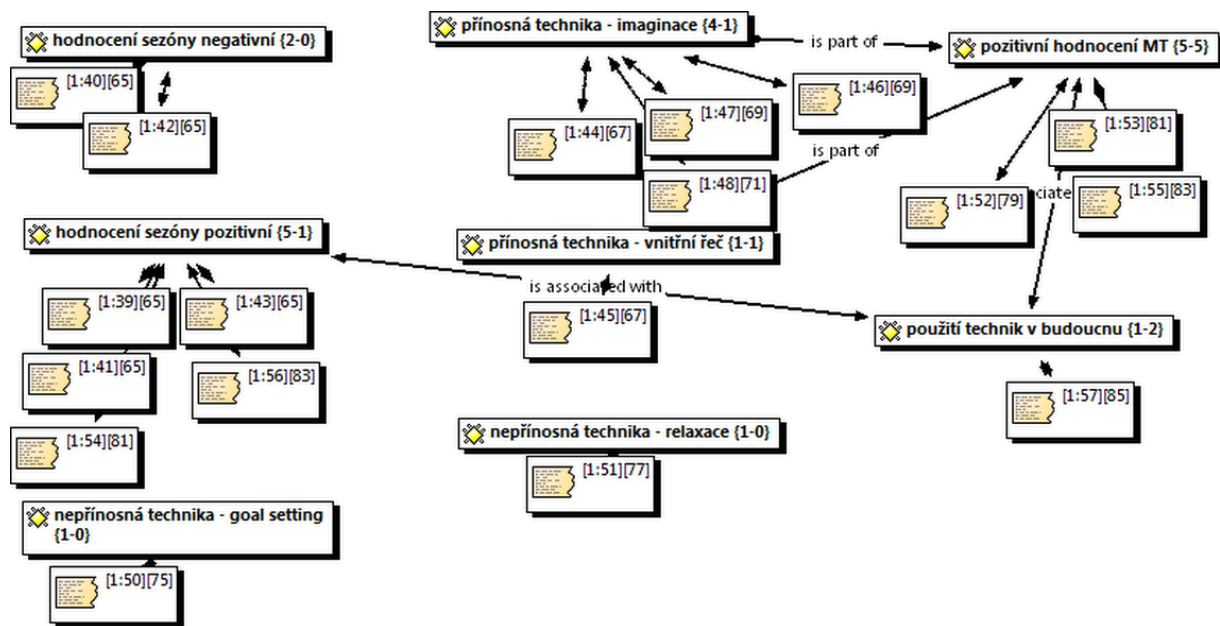 hodnocení sezóny negativní {2-0}
[1:40][65]
[1:42][65]
přínosná technika - imaginace {4-1}
is part of
pozitivní hodnocení MT {5-5}
[1:46][69]
[1:47][69]
[1:44][67]
[1:48][71]
is part of
[1:53][81]
[1:52][79]
ciate
[1:55][83]
hodnocení sezóny pozitivní {5-1}
přínosná technika - vnitřní řeč {1-1}
is associated with
[1:39][65]
[1:43][65]
[1:45][67]
použití technik v budoucnu {1-2}
[1:41][65]
[1:56][83]
[1:57][85]
[1:54][81]
nepřínosná technika - relaxace {1-0}
[1:51][77]
nepřínosná technika - goal setting
{1-0}
[1:50][75]